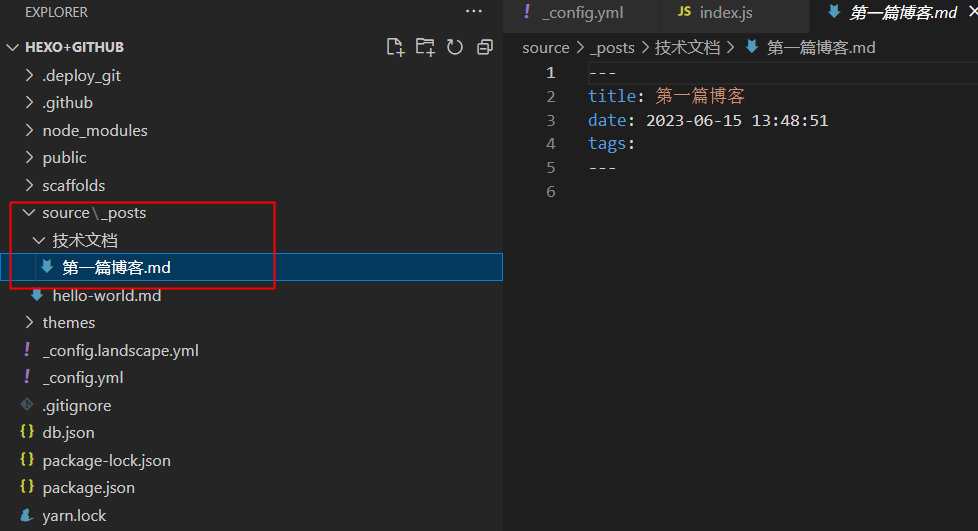 EXPLORER
HEXO+GITHUB
.deploy_git
.github
node_modules
public
scaffolds
source\_posts
技术文档
第一篇博客.md
hello-world.md
themes
_config.landscape.yml
_config.yml
.gitignore
db.json
package-lock.json
package.json
yarn.lock
_config.yml JS index.js 第一篇博客.md
source > _posts > 技术文档 > 第一篇博客.md
1 ---
2 title: 第一篇博客
3 date: 2023-06-15 13:48:51
4 tags:
5 ---
6